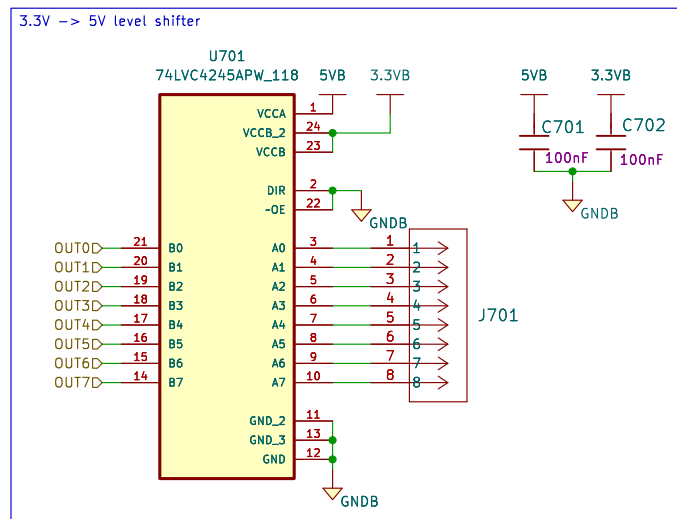 3.3V -> 5V level shifter
U701
74LVC4245APW_118
5VB
3.3VB
5VB
3.3VB
VCCA 1
VCCB_2 24
VCCB 23
C701
100nF
C702
100nF
DIR 2
~OE 22
GNDB
GNDB
OUT0 21 B0 A0 3 1 1
OUT1 20 B1 A1 4 2 2
OUT2 19 B2 A2 5 3 3
OUT3 18 B3 A3 6 4 4
OUT4 17 B4 A4 7 5 5
OUT5 16 B5 A5 8 6 6
OUT6 15 B6 A6 9 7 7
OUT7 14 B7 A7 10 8 8
J701
GND_2 11
GND_3 13
GND 12
GNDB